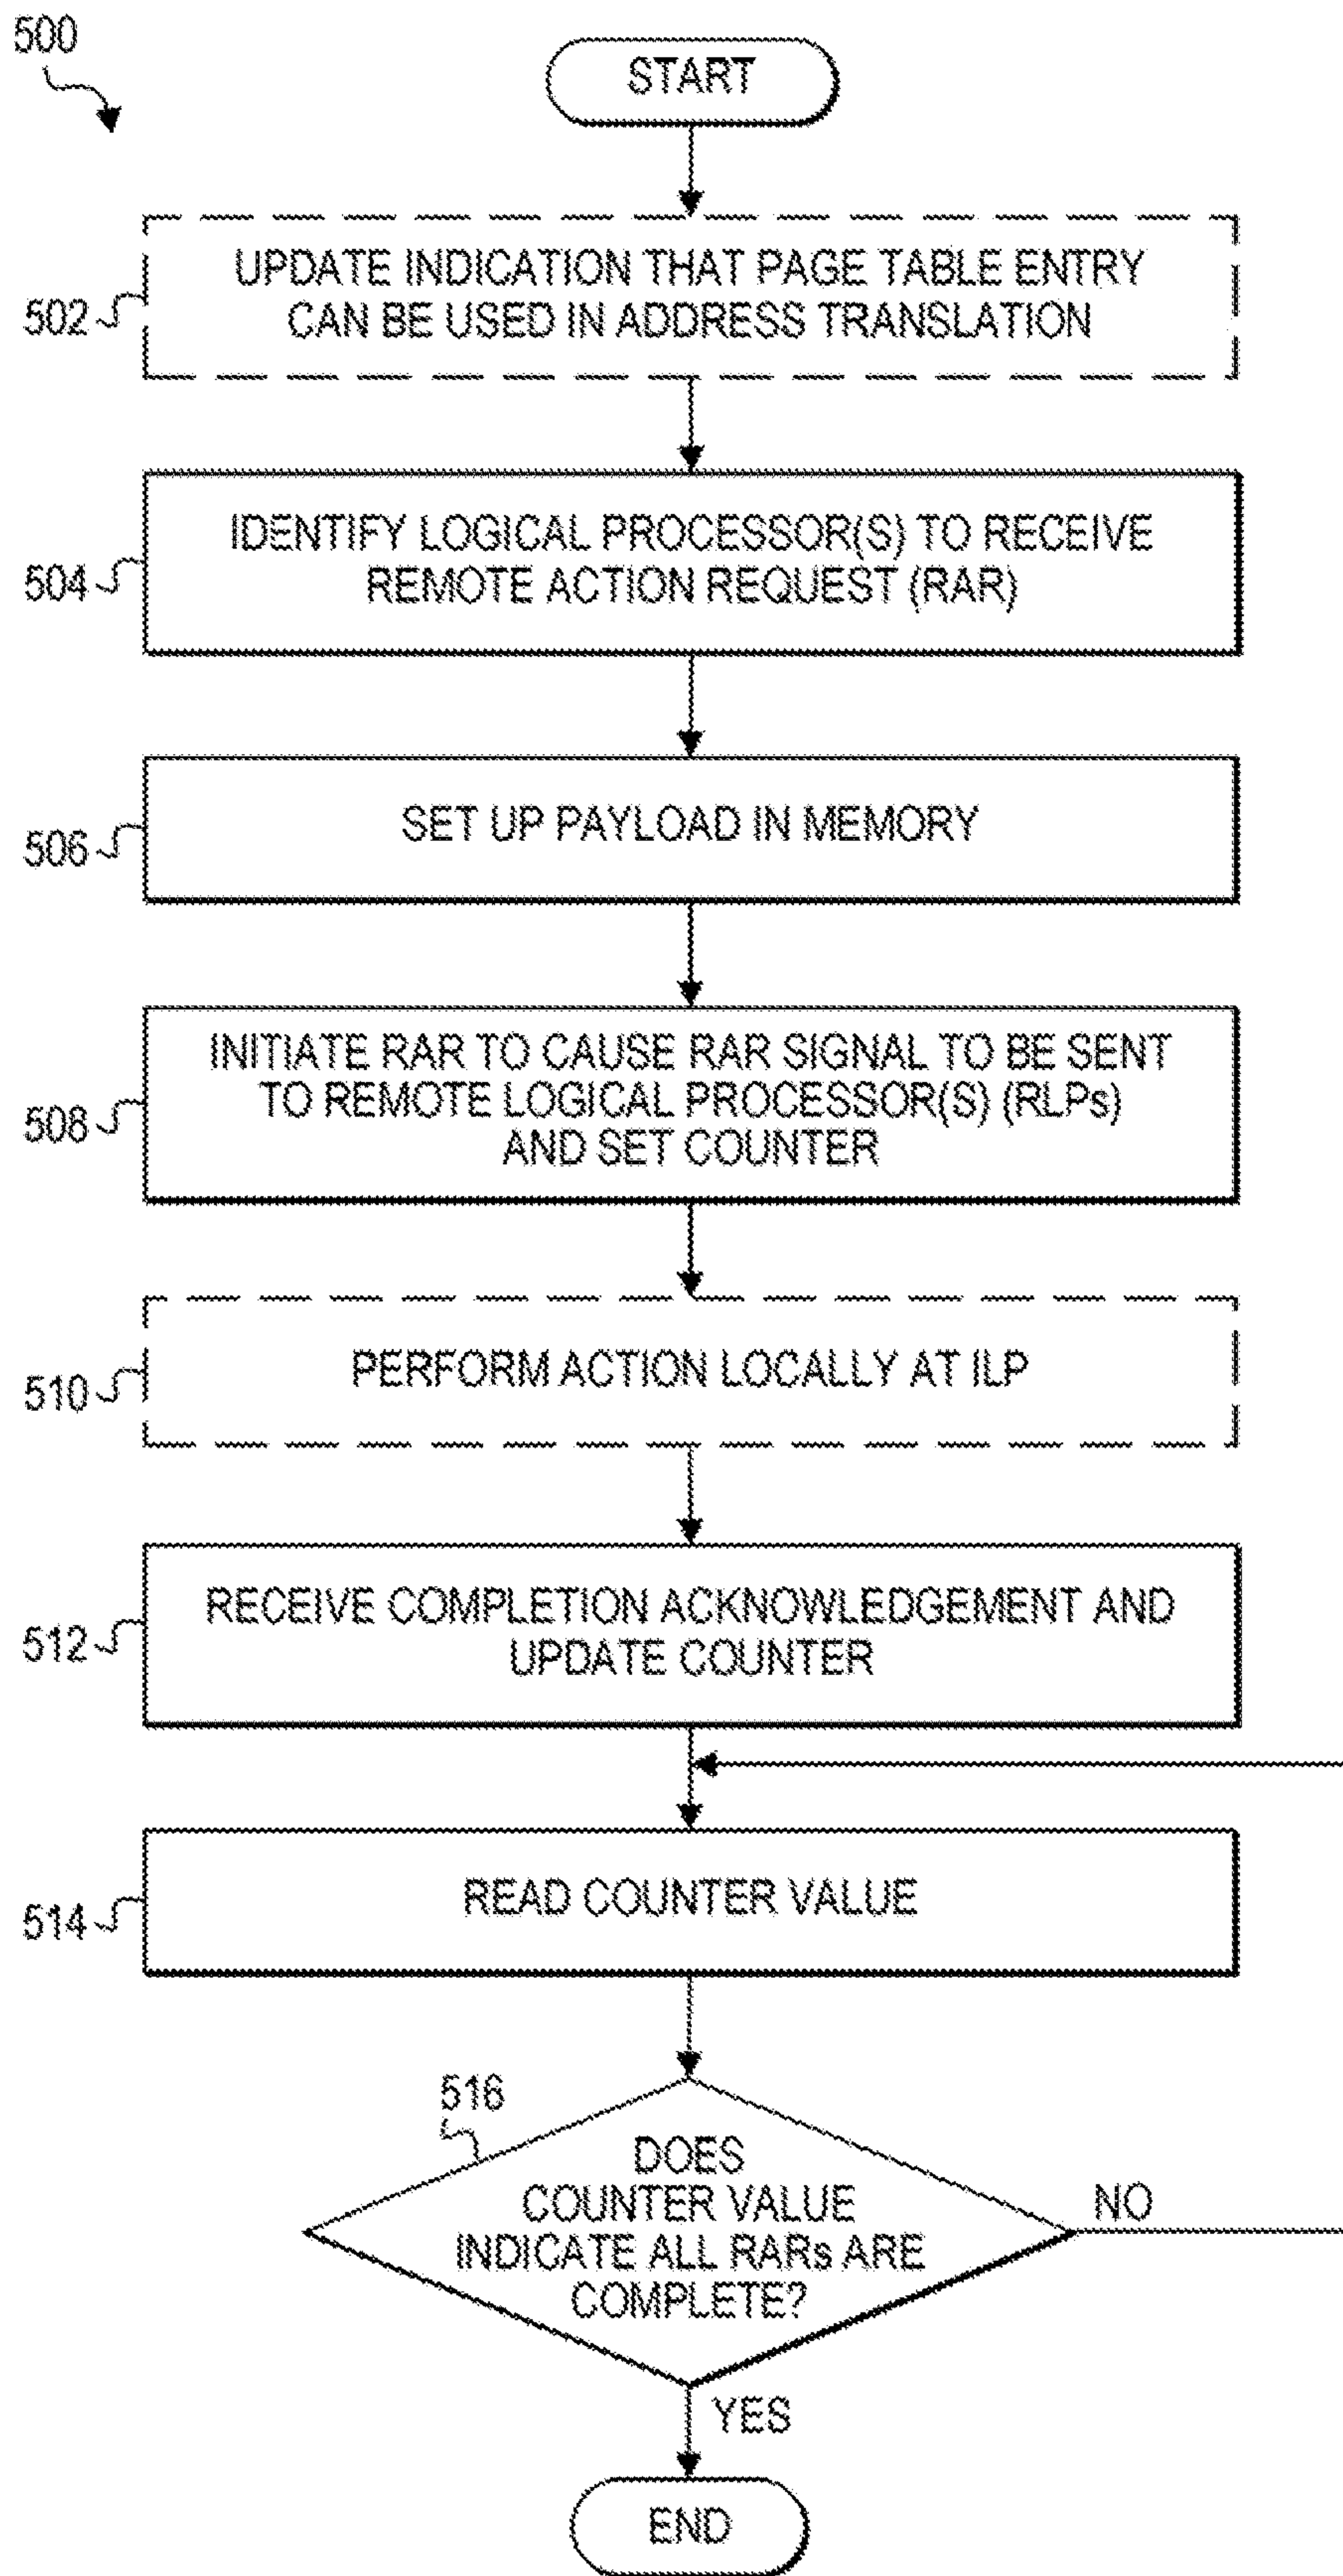 500
START
UPDATE INDICATION THAT PAGE TABLE ENTRY
CAN BE USED IN ADDRESS TRANSLATION
502
IDENTIFY LOGICAL PROCESSOR(S) TO RECEIVE
REMOTE ACTION REQUEST (RAR)
504
SET UP PAYLOAD IN MEMORY
506
INITIATE RAR TO CAUSE RAR SIGNAL TO BE SENT
TO REMOTE LOGICAL PROCESSOR(S) (RLPs)
AND SET COUNTER
508
PERFORM ACTION LOCALLY AT ILP
510
RECEIVE COMPLETION ACKNOWLEDGEMENT AND
UPDATE COUNTER
512
READ COUNTER VALUE
514
516
DOES
COUNTER VALUE
INDICATE ALL RARs ARE
COMPLETE?
NO
YES
END